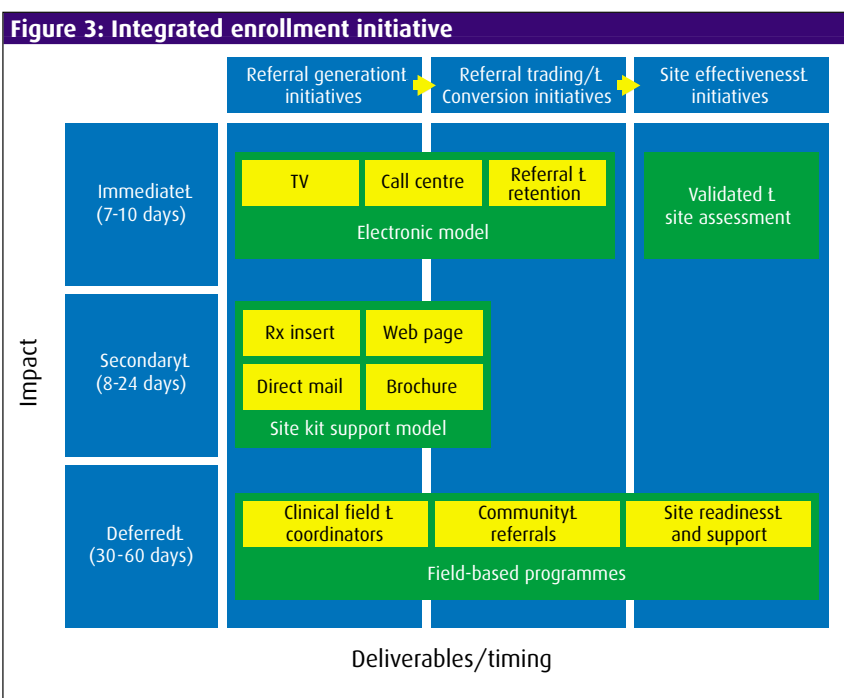 Figure 3: Integrated enrollment initiative
Referral generationŁ
initiatives
Referral trading/Ł
Conversion initiatives
Site effectivenessŁ
initiatives
Impact
ImmediateŁ
(7-10 days)
TV
Call centre
Referral Ł
retention
Electronic model
Validated Ł
site assessment
SecondaryŁ
(8-24 days)
Rx insert
Web page
Direct mail
Brochure
Site kit support model
DeferredŁ
(30-60 days)
Clinical field Ł
coordinators
CommunityŁ
referrals
Site readinessŁ
and support
Field-based programmes
Deliverables/timing